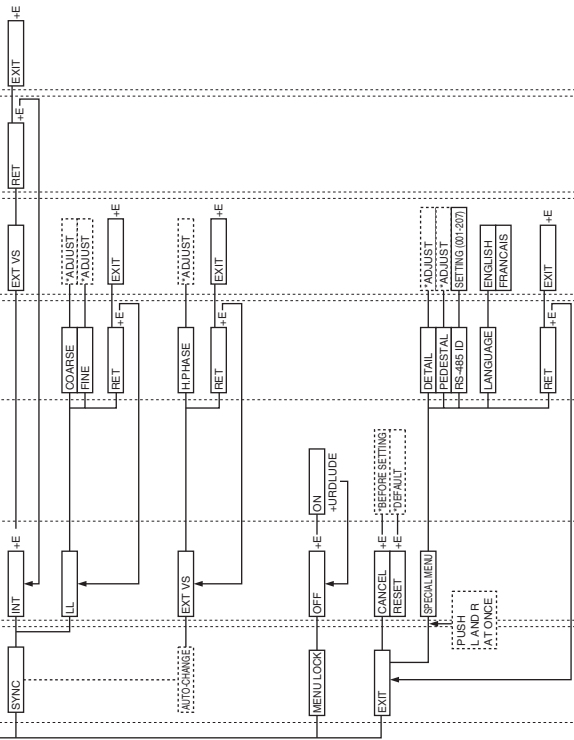 SYNC
INT
+E
EXT VS
RET
+E
EXIT
+E
LL
COARSE
*ADJUST
FINE
*ADJUST
RET
+E
EXIT
+E
AUTO-CHANGE
EXT VS
H.PHASE
*ADJUST
RET
+E
EXIT
+E
MENU LOCK
OFF
+E
ON
+URDLUDE
EXIT
CANCEL
+E
*BEFORE SETTING
RESET
+E
*DEFAULT
PUSH
L AND R
AT ONCE
SPECIAL MENU
DETAIL
*ADJUST
PEDESTAL
*ADJUST
RS-485 ID
SETTING (001-207)
LANGUAGE
ENGLISH
FRANCAIS
RET
+E
EXIT
+E